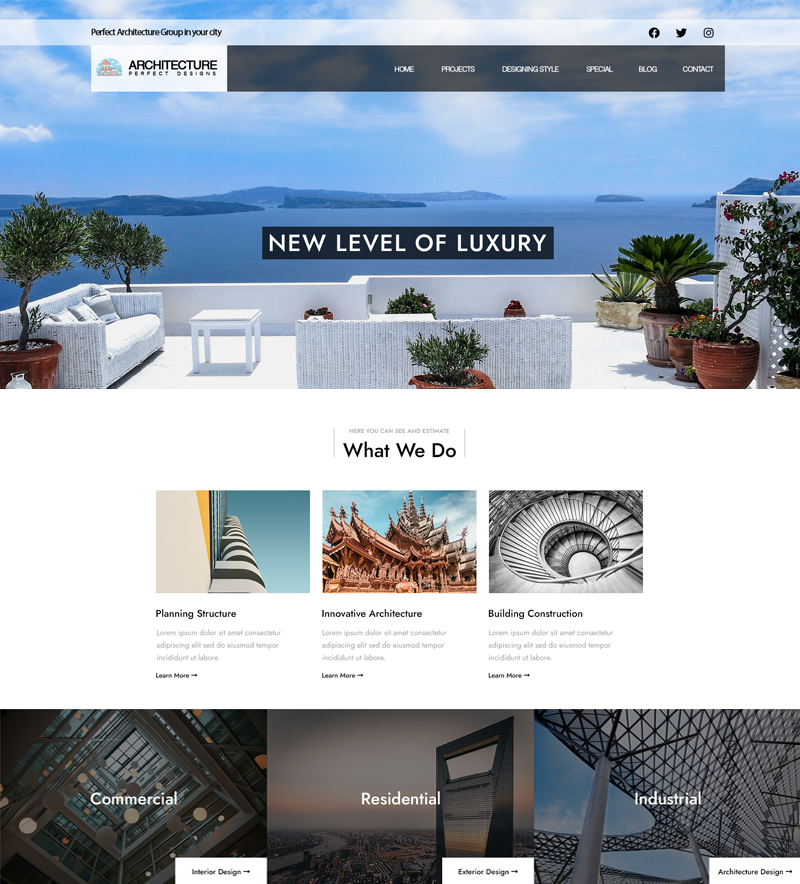 Perfect Architecture Group in your city
ARCHITECTURE
PERFECT DESIGNS
HOME PROJECTS DESIGNING STYLE SPECIAL BLOG CONTACT
NEW LEVEL OF LUXURY
HERE YOU CAN SEE AND ESTIMATE
What We Do
Planning Structure
Lorem ipsum dolor sit amet consectetur
adipiscing elit sed do eiusmod tempor
incididunt ut labore.
Learn More →
Innovative Architecture
Lorem ipsum dolor sit amet consectetur
adipiscing elit sed do eiusmod tempor
incididunt ut labore.
Learn More →
Building Construction
Lorem ipsum dolor sit amet consectetur
adipiscing elit sed do eiusmod tempor
incididunt ut labore.
Learn More →
Commercial
Interior Design →
Residential
Exterior Design →
Industrial
Architecture Design →